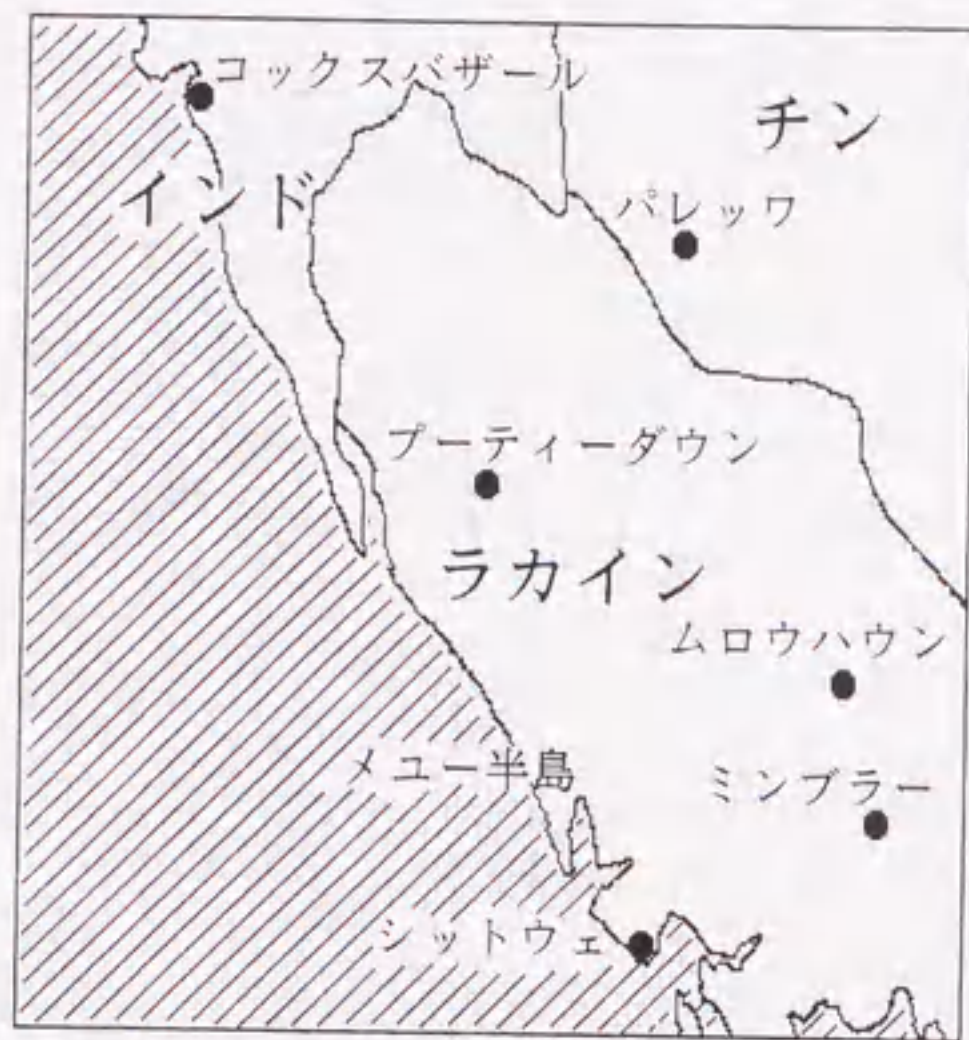 コックスバザール
チン
インド
パレッワ
プーティーダウン
ラカイン
ムロウハウン
メユー半島
ミンブラー
シットウェ